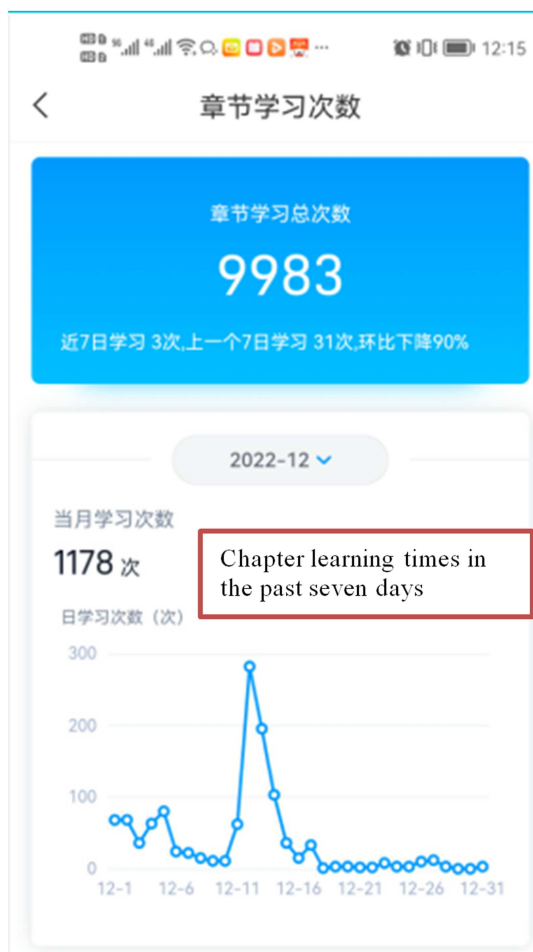 12:15
章节学习次数
章节学习总次数
9983
近7日学习 3次,上一个7日学习 31次,环比下降90%
2022-12
当月学习次数
1178 次
Chapter learning times in
the past seven days
日学习次数（次）
300
200
100
0
12-1 12-6 12-11 12-16 12-21 12-26 12-31